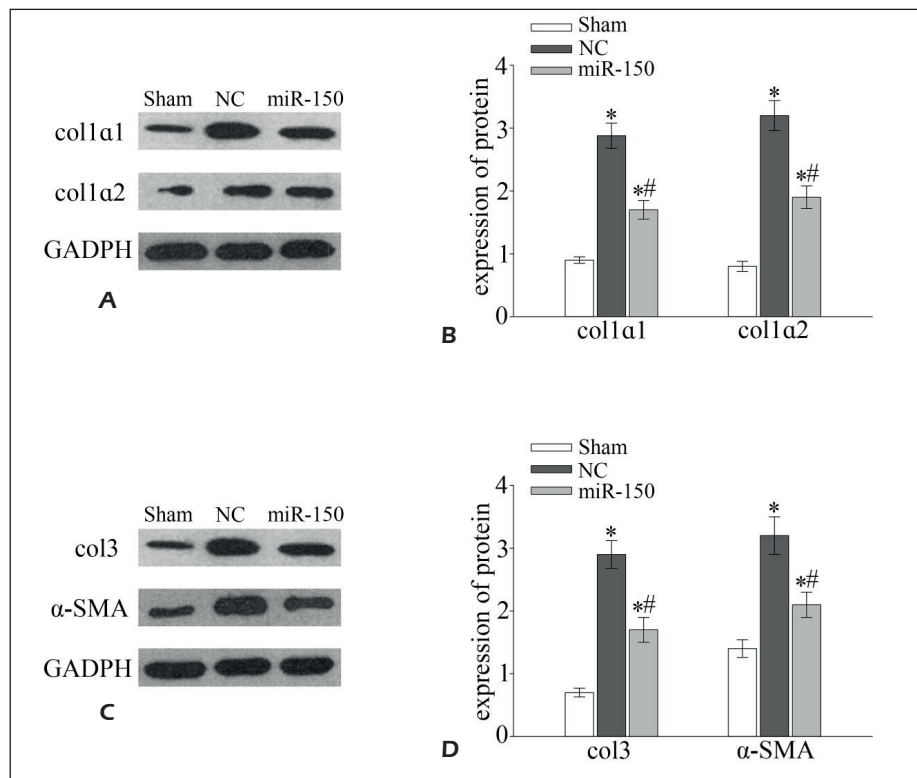 Sham NC miR-150
col1α1
col1α2
GADPH
A
Sham
NC
miR-150
expression of protein
4
3
2
1
0
*
*#
*
*#
col1α1 col1α2
B
Sham NC miR-150
col3
α-SMA
GADPH
C
Sham
NC
miR-150
expression of protein
4
3
2
1
0
*
*#
*
*#
col3 α-SMA
D